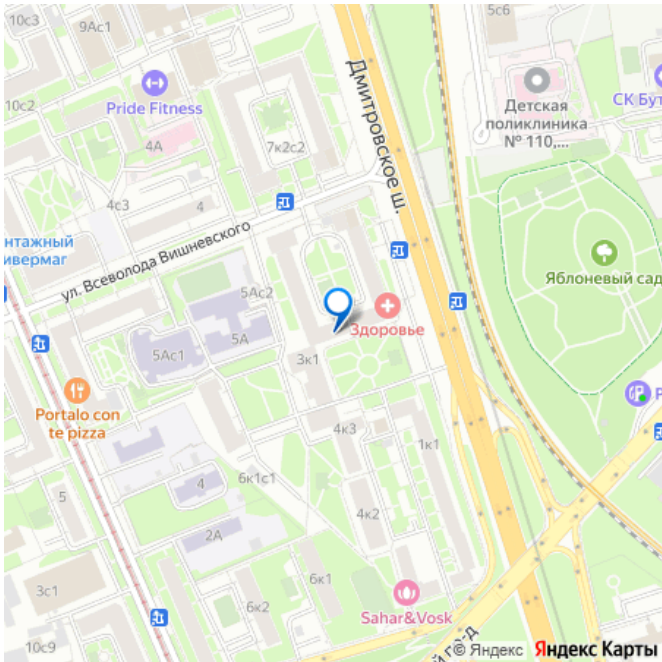 10с3
9Ас1
5с6
Pride Fitness
10с2
Дмитровское ш.
Детская
поликлиника
№ 110,...
СК Бут
4А
7к2с2
4с3
4
нтажный
ивермаг
ул. Всеволода Вишневского
Яблоневый сад
5Ас2
5А
5Ас1
Здоровье
3к1
Portalo con
te pizza
4к3
1к1
5
4
6к1с1
4к2
2А
3с1
6к1
6к2
Sahar&Vosk
10с9
й пр-д
© Яндекс Яндекс Карты